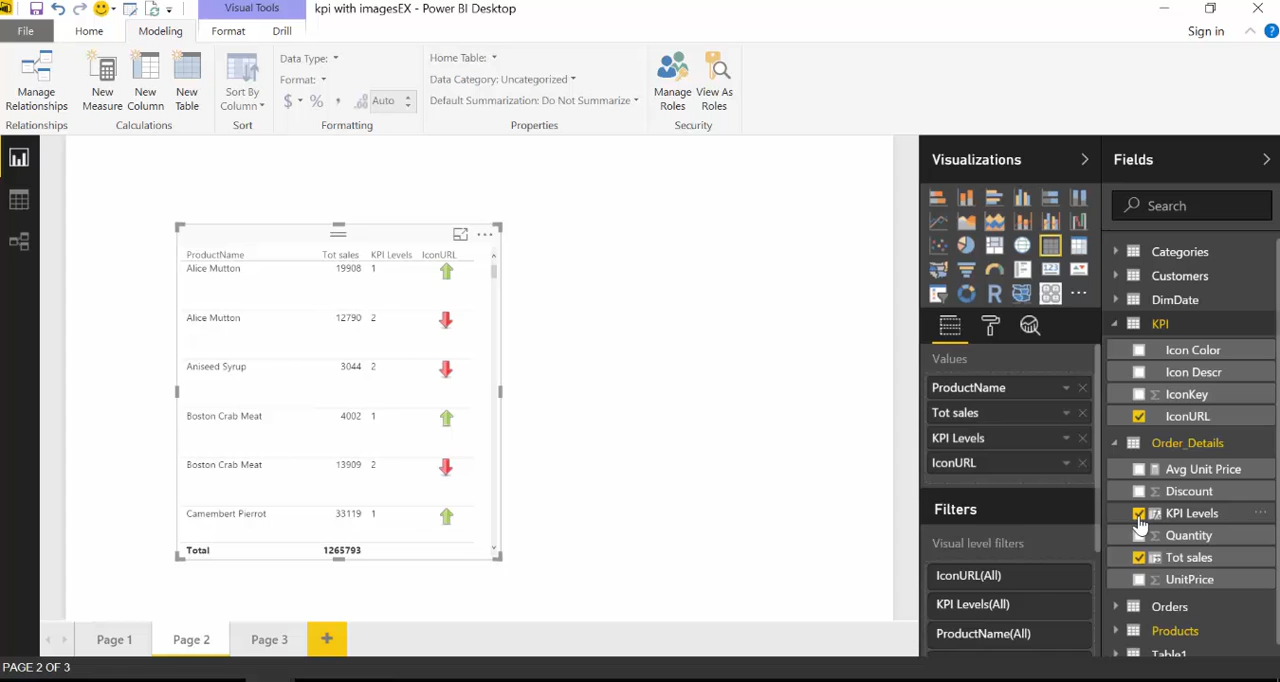 Visual Tools
kpi with imagesEX - Power BI Desktop
File
Home
Modeling
Format
Drill
Sign in
?
Manage Relationships
Relationships
New Measure
New Column
New Table
Calculations
Sort By Column
Sort
Data Type:
Format:
$ % , Auto
Formatting
Home Table:
Data Category: Uncategorized
Default Summarization: Do Not Summarize
Properties
Manage Roles
View As Roles
Security
ProductName Tot sales KPI Levels IconURL
Alice Mutton 19908 1
Alice Mutton 12790 2
Aniseed Syrup 3044 2
Boston Crab Meat 4002 1
Boston Crab Meat 13909 2
Camembert Pierrot 33119 1
Total 1265793
Visualizations
R
Values
ProductName
Tot sales
KPI Levels
IconURL
Filters
Visual level filters
IconURL(All)
KPI Levels(All)
ProductName(All)
Fields
Search
Categories
Customers
DimDate
KPI
Icon Color
Icon Descr
IconKey
IconURL
Order_Details
Avg Unit Price
Discount
KPI Levels
Quantity
Tot sales
UnitPrice
Orders
Products
Table1
Page 1
Page 2
Page 3
+
PAGE 2 OF 3